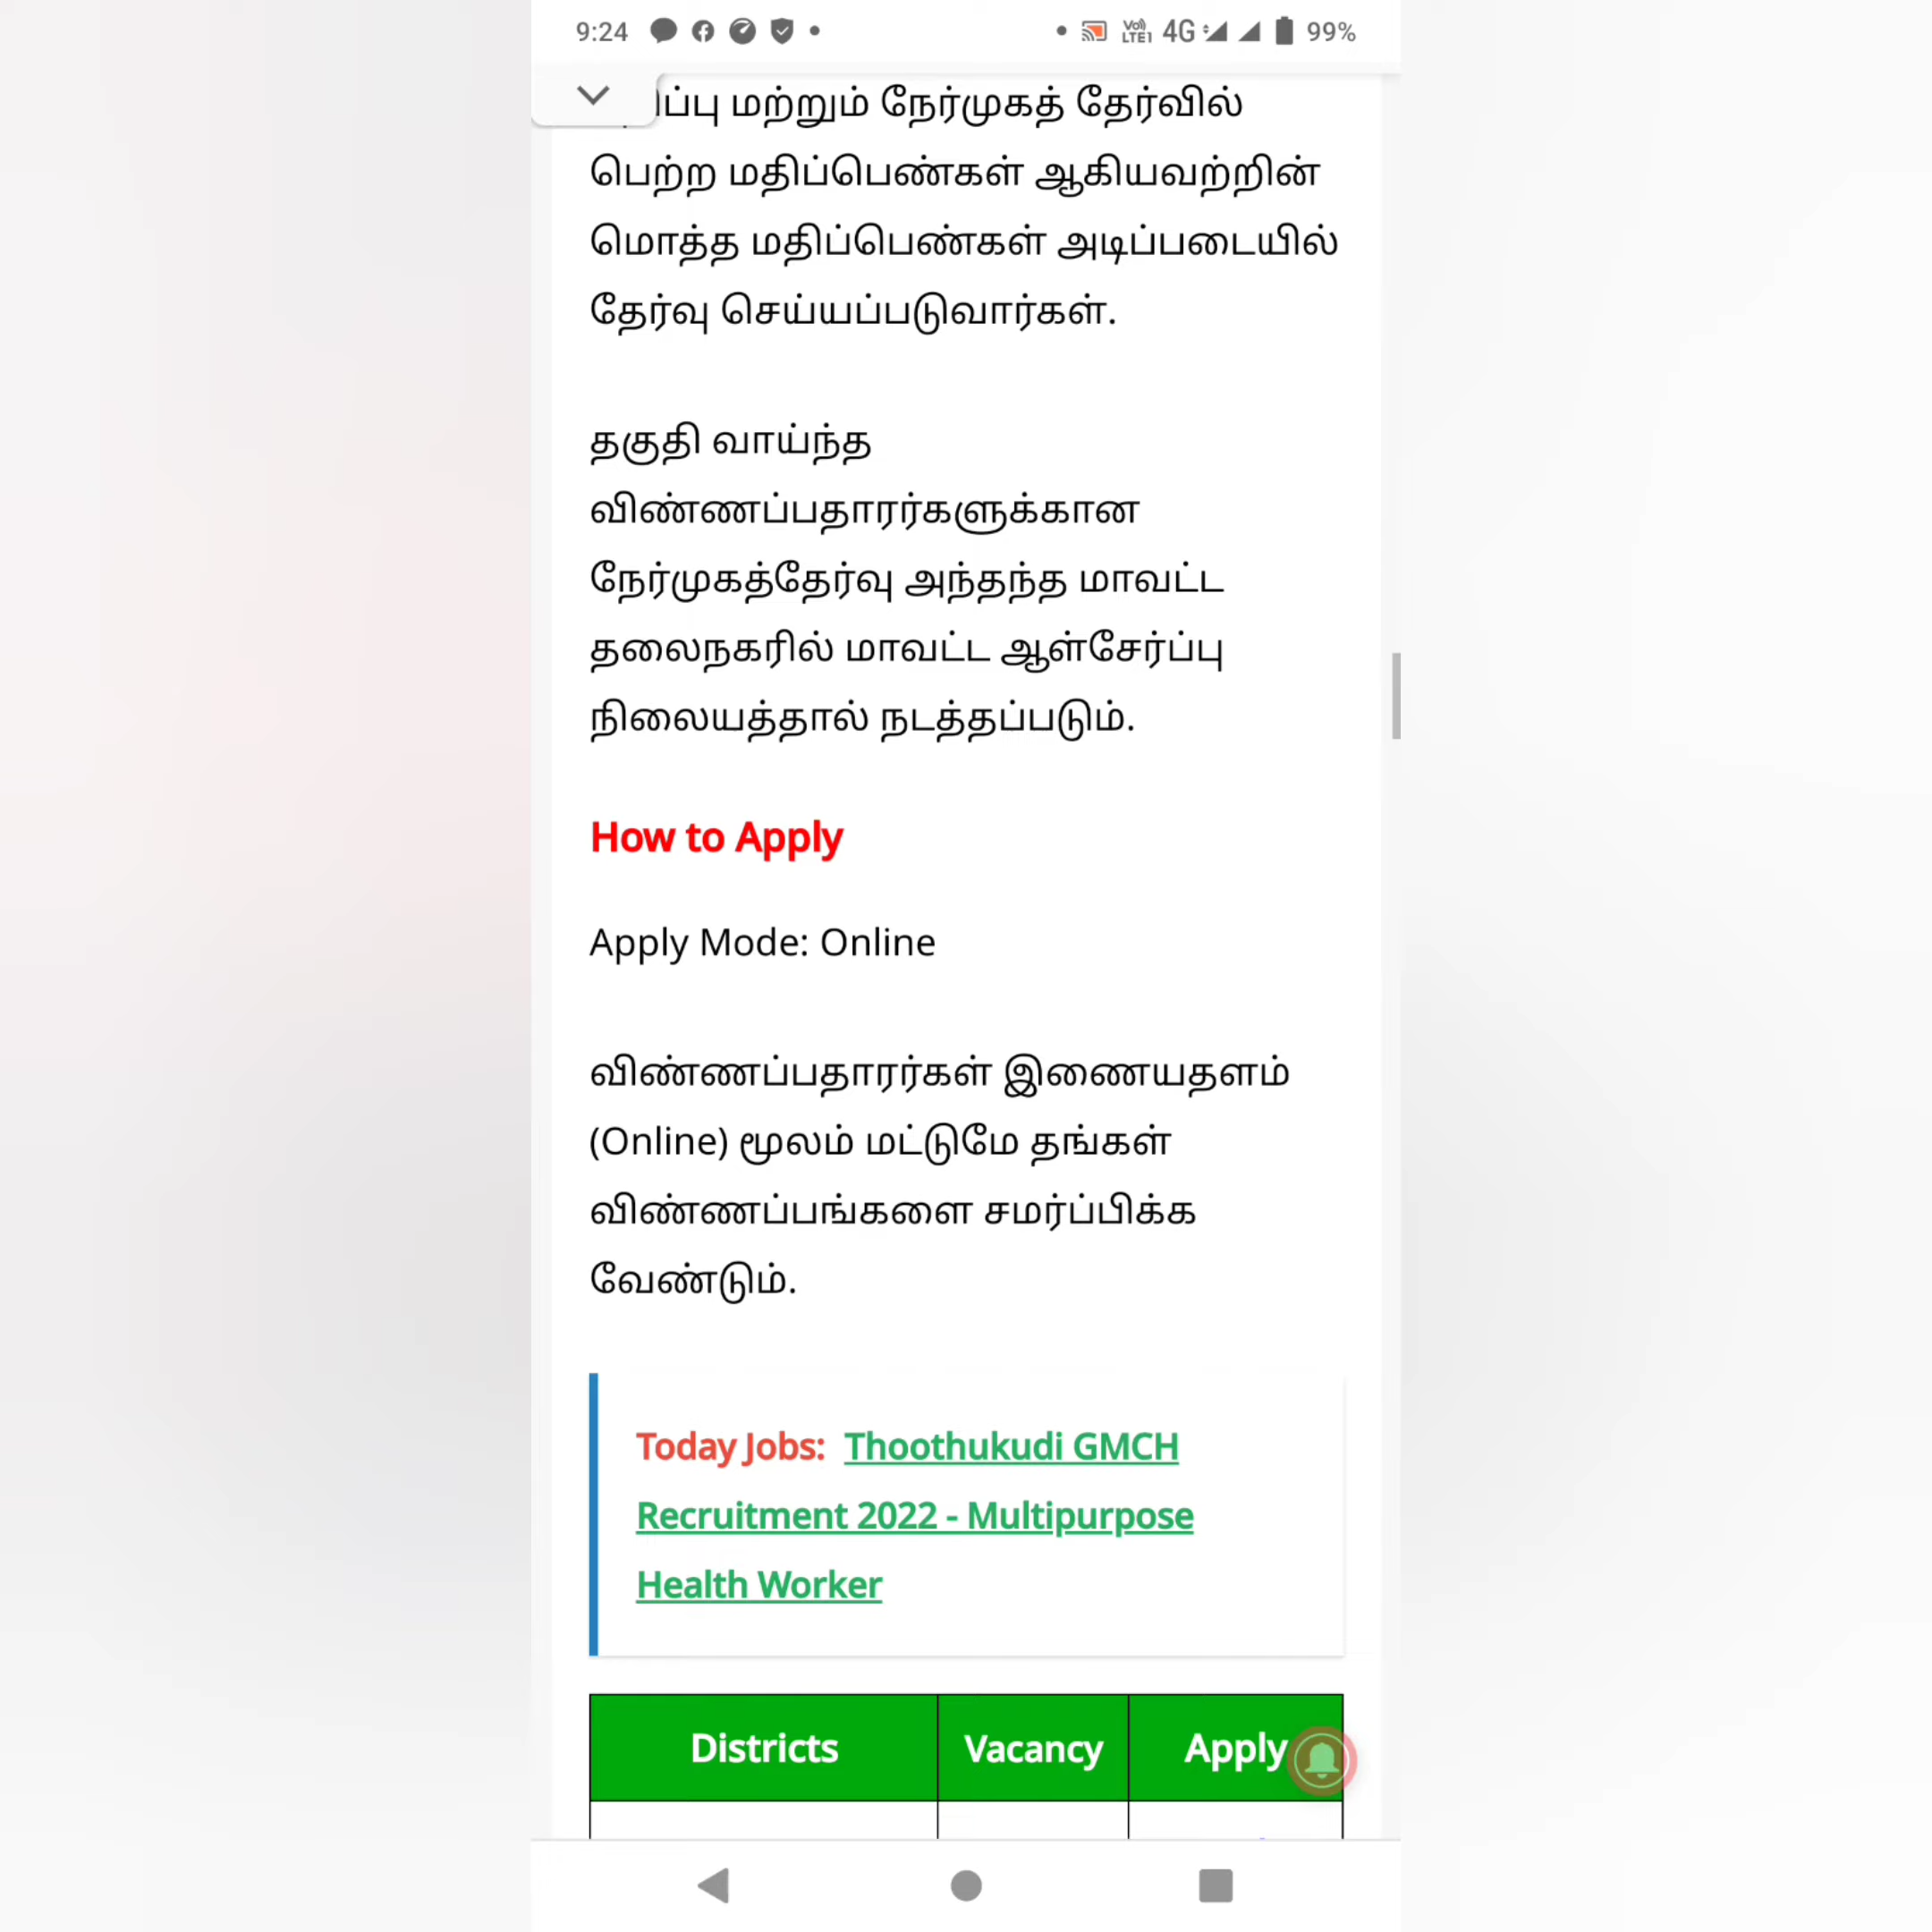 9:24
VoLTE1 4G 99%
மற்றும் நேர்முகத் தேர்வில்
பெற்ற மதிப்பெண்கள் ஆகியவற்றின்
மொத்த மதிப்பெண்கள் அடிப்படையில்
தேர்வு செய்யப்படுவார்கள்.
தகுதி வாய்ந்த
விண்ணப்பதாரர்களுக்கான
நேர்முகத்தேர்வு அந்தந்த மாவட்ட
தலைநகரில் மாவட்ட ஆள்சேர்ப்பு
நிலையத்தால் நடத்தப்படும்.
How to Apply
Apply Mode: Online
விண்ணப்பதாரர்கள் இணையதளம்
(Online) மூலம் மட்டுமே தங்கள்
விண்ணப்பங்களை சமர்ப்பிக்க
வேண்டும்.
Today Jobs: Thoothukudi GMCH
Recruitment 2022 - Multipurpose
Health Worker
Districts Vacancy Apply